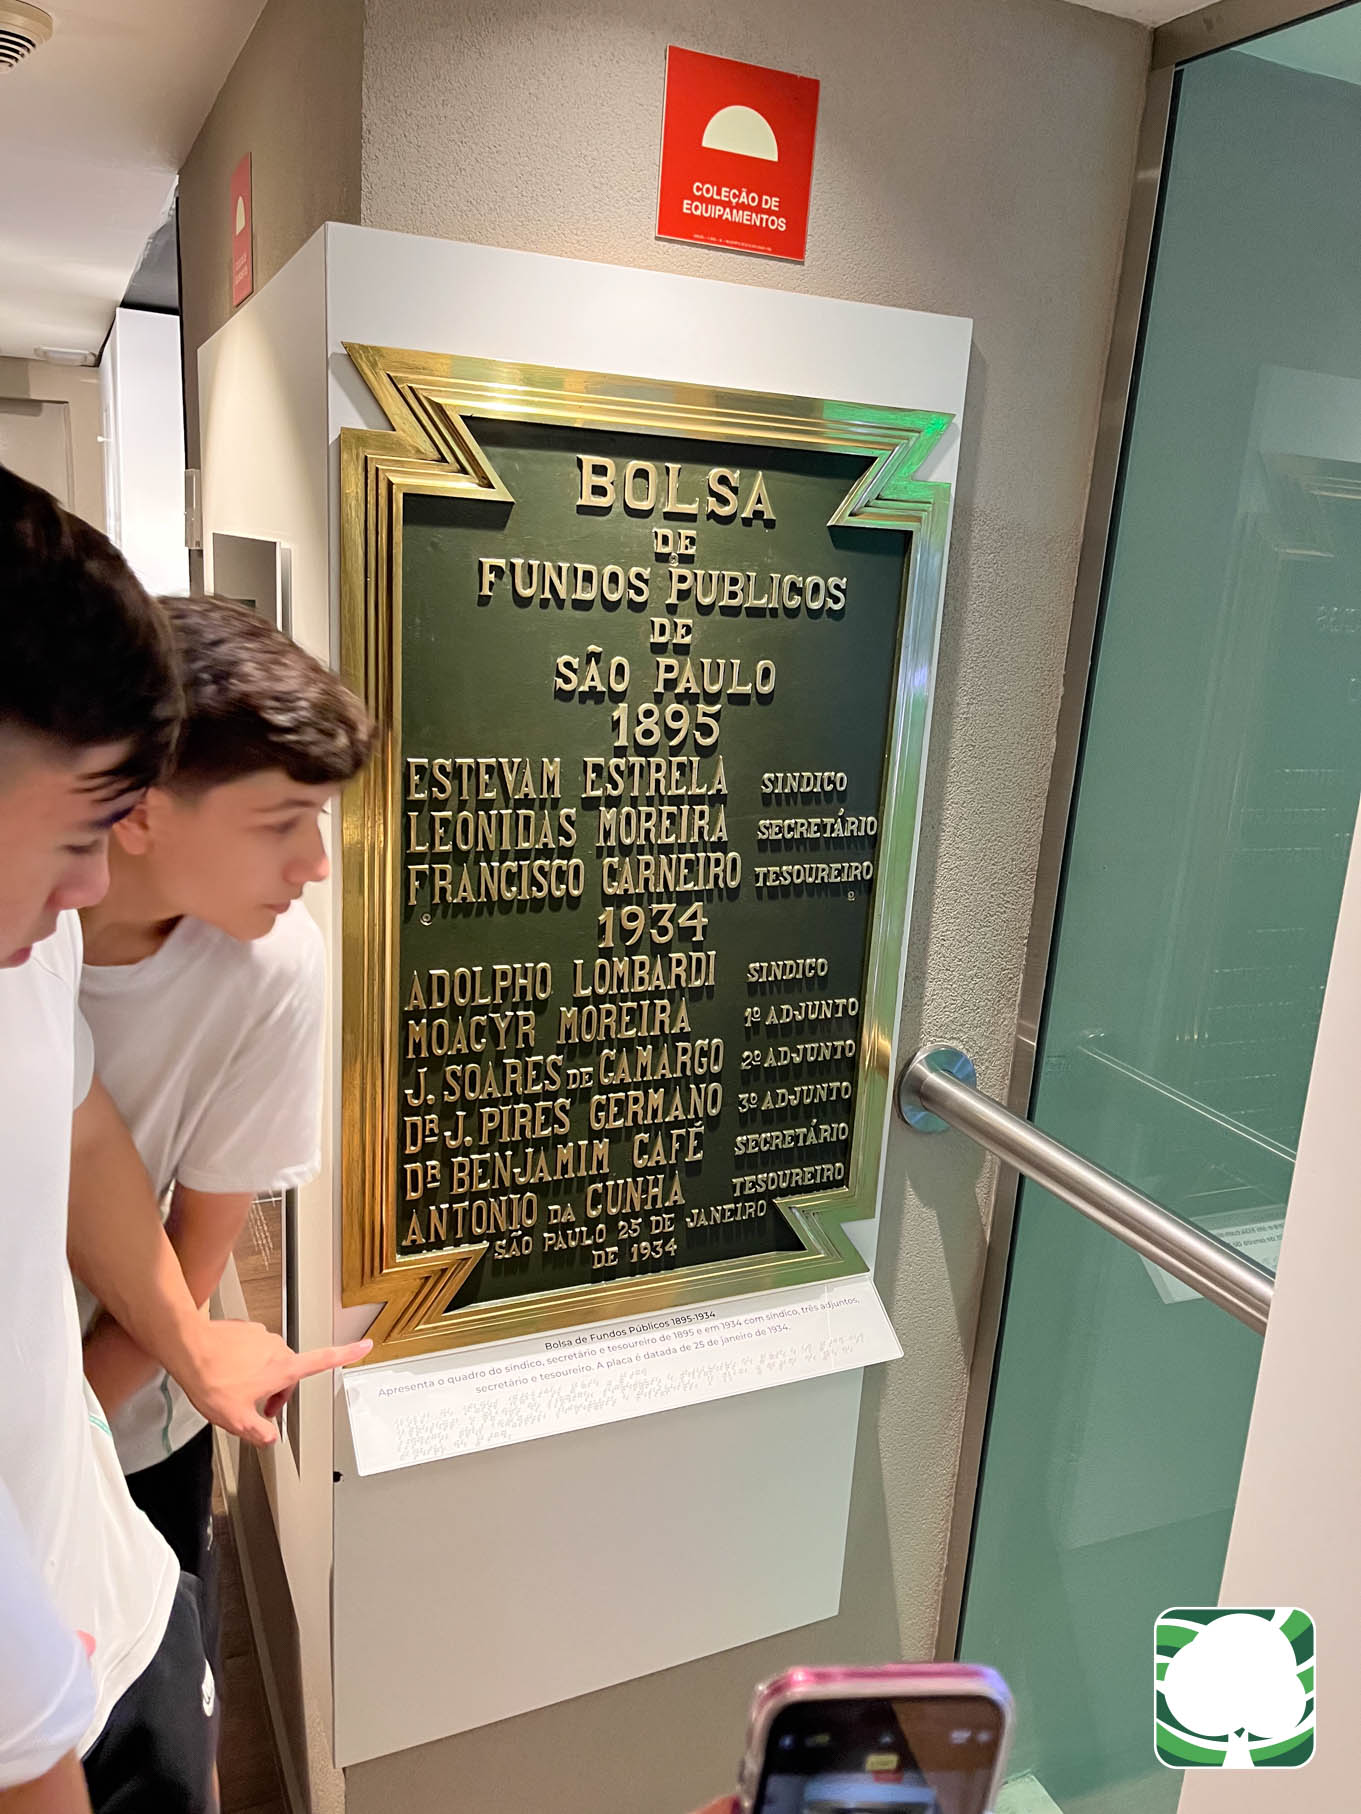 COLEÇÃO DE
EQUIPAMENTOS
BOLSA
DE
FUNDOS PUBLICOS
DE
SÃO PAULO
1895
ESTEVAM ESTRELA SINDICO
LEONIDAS MOREIRA SECRETÁRIO
FRANCISCO CARNEIRO TESOUREIRO
1934
ADOLPHO LOMBARDI SINDICO
MOACYR MOREIRA 1º ADJUNTO
J. SOARES DE CAMARGO 2º ADJUNTO
DR J. PIRES GERMANO 3º ADJUNTO
DR BENJAMIM CAFÉ SECRETÁRIO
ANTONIO DA CUNHA TESOUREIRO
SÃO PAULO 25 DE JANEIRO
DE 1934
Bolsa de Fundos Públicos 1895-1934
Apresenta o quadro do síndico, secretário e tesoureiro de 1895 e em 1934 com síndico, três adjuntos,
secretário e tesoureiro. A placa é datada de 25 de janeiro de 1934.